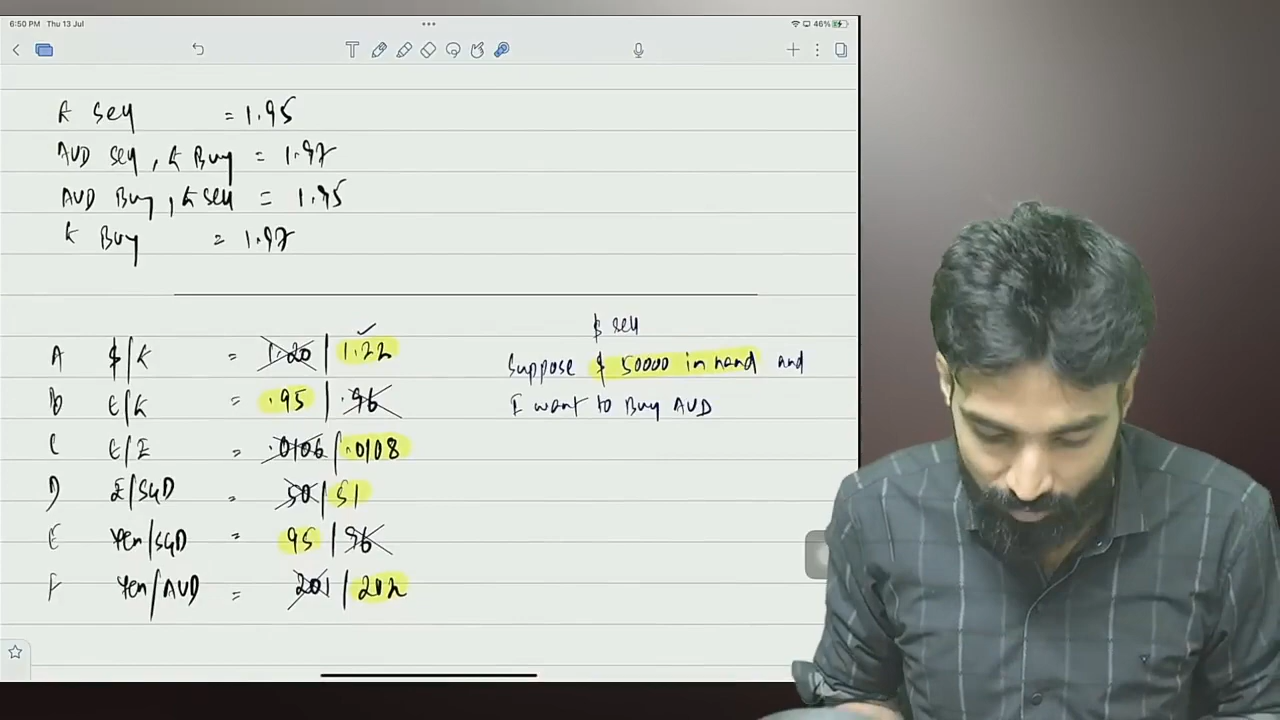 6:50 PM Thu 13 Jul
46%
£ Sell = 1.95
AUD Sell, £ Buy = 1.97
AUD Buy, £ Sell = 1.95
£ Buy = 1.97
$ Sell
A $/£ = 1.20 | 1.22
Suppose $ 50000 in hand and
B €/£ = .95 | .96
I want to Buy AUD
C €/£ = .0106 | .0108
D £/SGD = 50 | 51
E Yen/SGD = 95 | 96
F Yen/AUD = 201 | 202